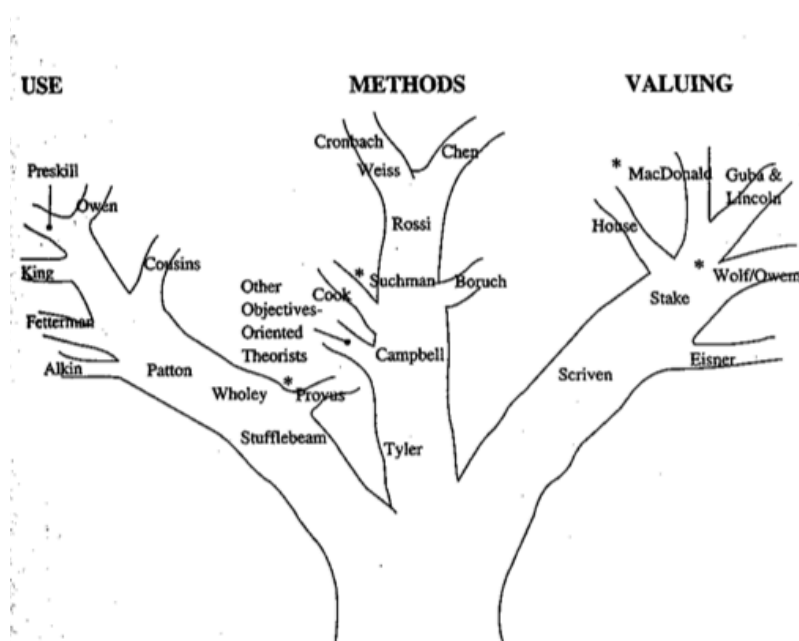 USE
METHODS
VALUING
Preskill
Owen
King
Cousins
Fetterman
Alkin
Patton
Wholey
* Provus
Stufflebeam
Cronbach
Weiss
Chen
Rossi
* Suchman
Boruch
Cook
Other
Objectives-
Oriented
Theorists
Campbell
Tyler
* MacDonald
Guba &
Lincoln
House
* Wolf/Owens
Stake
Eisner
Scriven